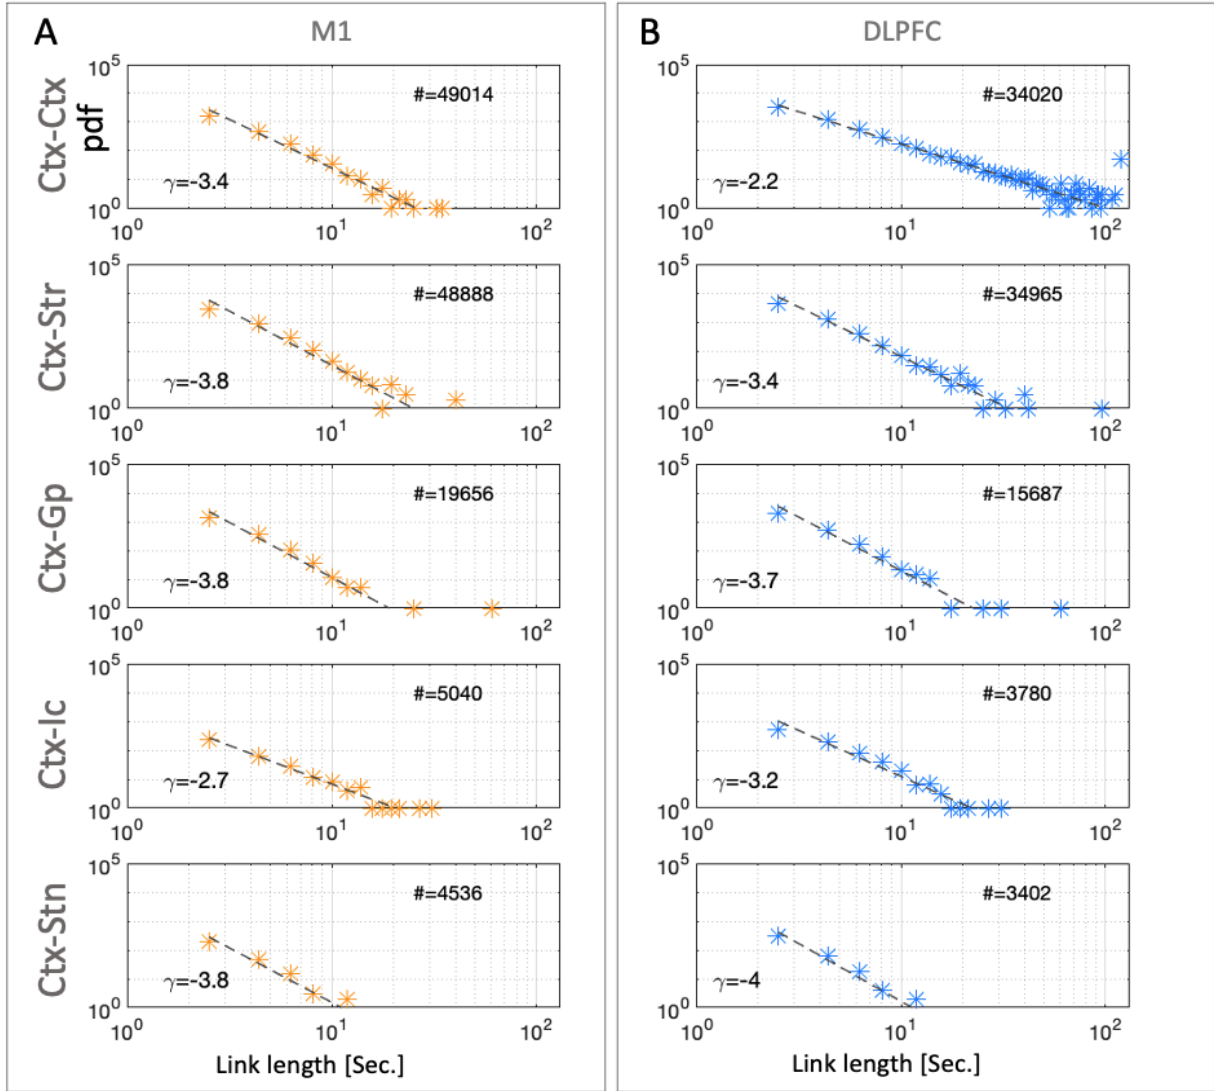 A
M1
Ctx-Ctx
pdf
10^5
#=49014
γ=-3.4
10^0
10^0
10^1
10^2
Ctx-Str
10^5
#=48888
γ=-3.8
10^0
10^0
10^1
10^2
Ctx-Gp
10^5
#=19656
γ=-3.8
10^0
10^0
10^1
10^2
Ctx-Ic
10^5
#=5040
γ=-2.7
10^0
10^0
10^1
10^2
Ctx-Stn
10^5
#=4536
γ=-3.8
10^0
10^0
10^1
10^2
Link length [Sec.]
B
DLPFC
10^5
#=34020
γ=-2.2
10^0
10^0
10^1
10^2
10^5
#=34965
γ=-3.4
10^0
10^0
10^1
10^2
10^5
#=15687
γ=-3.7
10^0
10^0
10^1
10^2
10^5
#=3780
γ=-3.2
10^0
10^0
10^1
10^2
10^5
#=3402
γ=-4
10^0
10^0
10^1
10^2
Link length [Sec.]